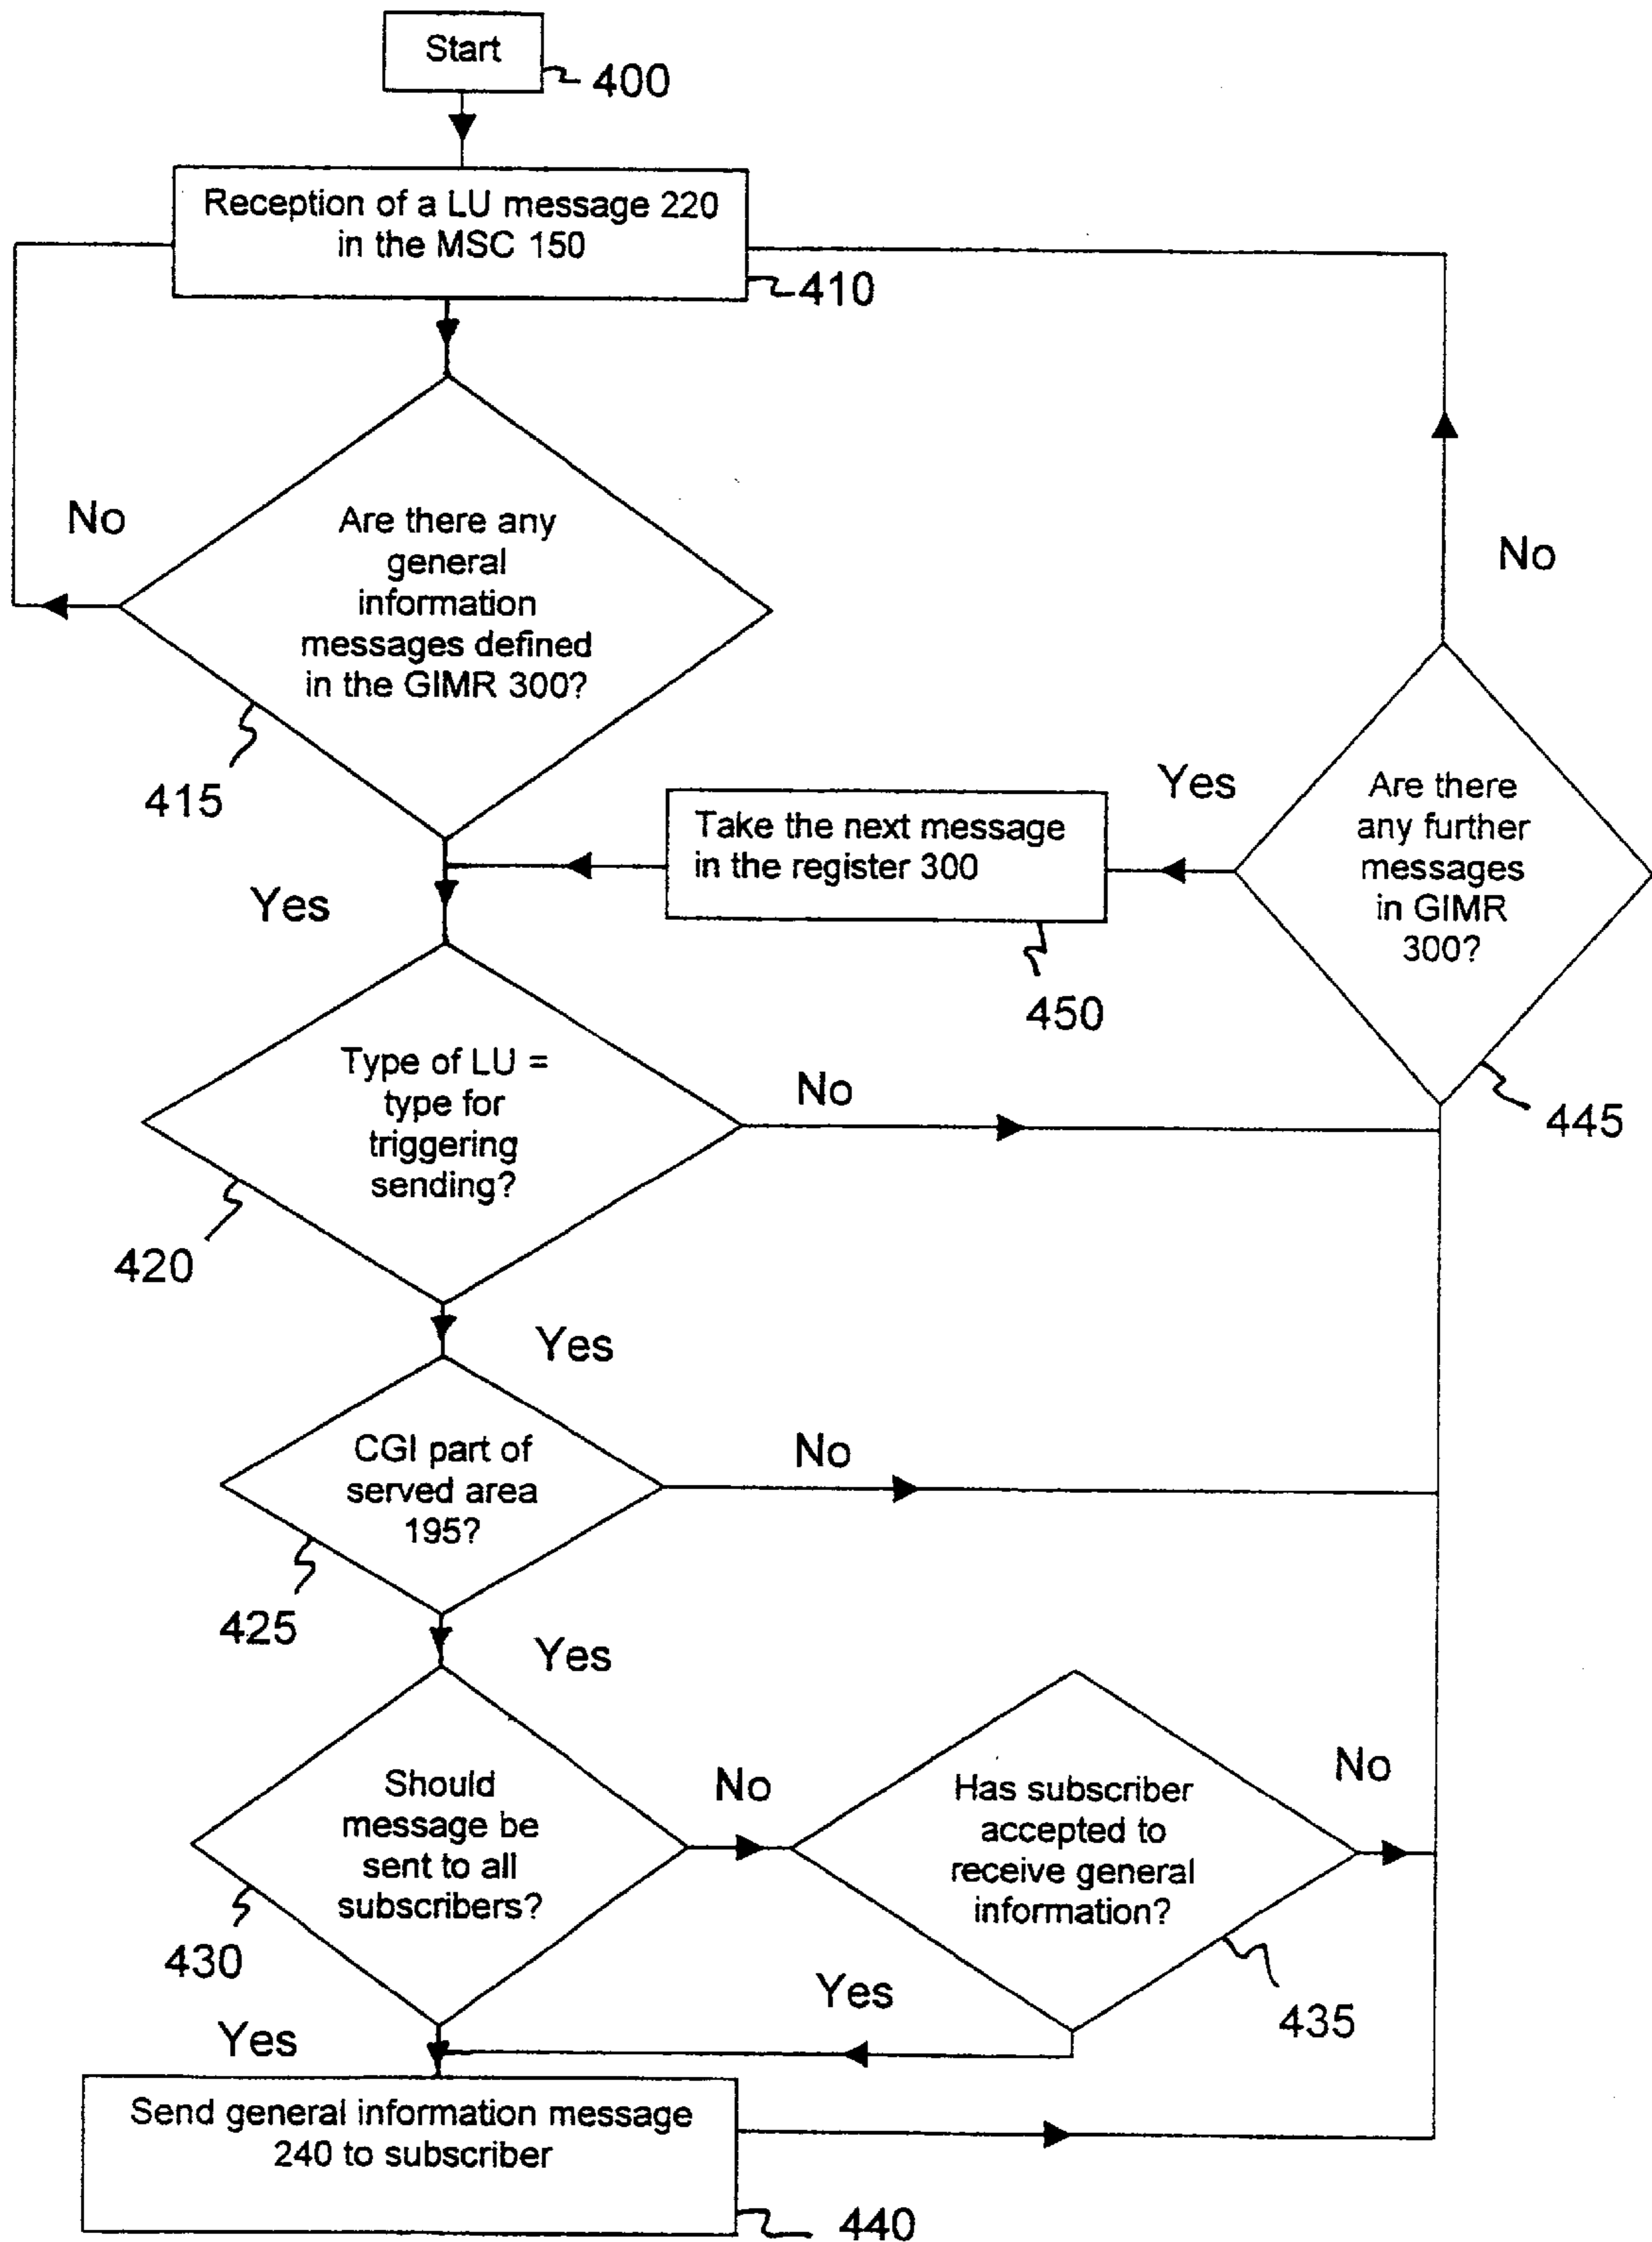 Start
400
Reception of a LU message 220
in the MSC 150
410
No
Are there any
general
information
messages defined
in the GIMR 300?
415
No
Yes
Are there
any further
messages
in GIMR
300?
445
Take the next message
in the register 300
450
Yes
Type of LU =
type for
triggering
sending?
No
420
Yes
CGI part of
served area
195?
No
425
Yes
Should
message be
sent to all
subscribers?
No
430
Has subscriber
accepted to
receive general
information?
No
435
Yes
Yes
Send general information message
240 to subscriber
440